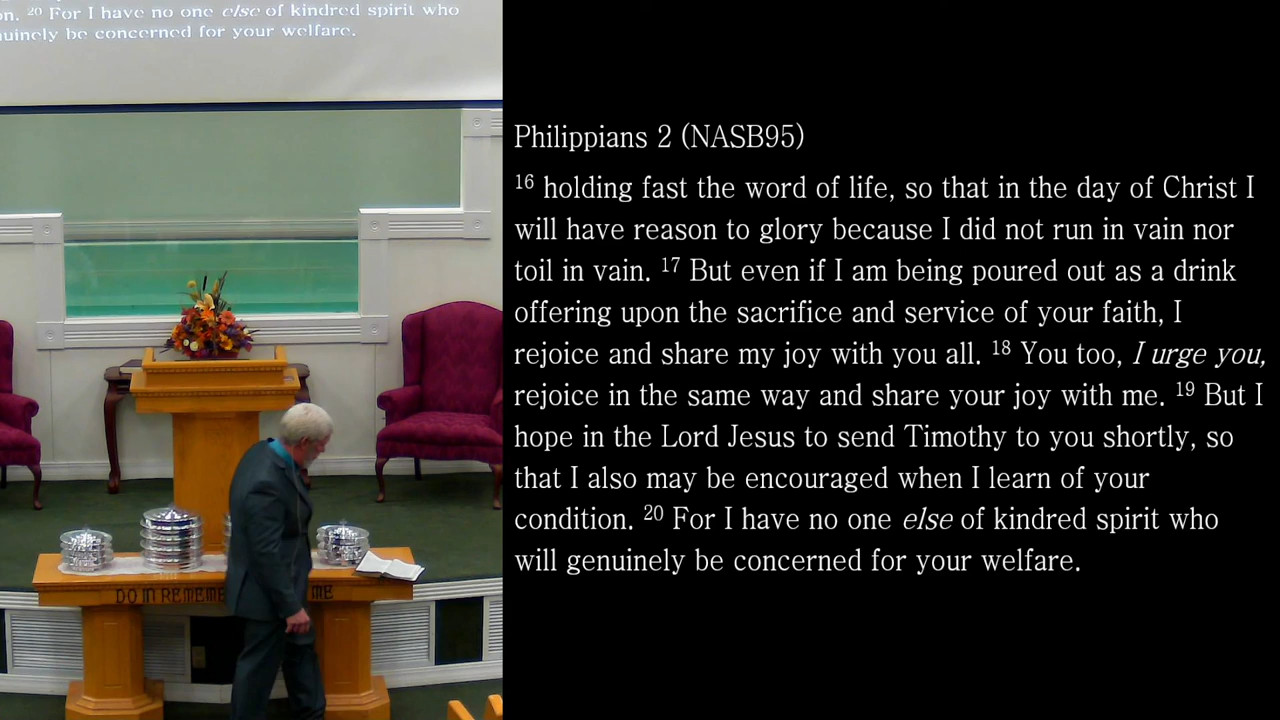 on. 20 For I have no one else of kindred spirit who
nuinely be concerned for your welfare.
DO IN REMEME ME
Philippians 2 (NASB95)
16 holding fast the word of life, so that in the day of Christ I
will have reason to glory because I did not run in vain nor
toil in vain. 17 But even if I am being poured out as a drink
offering upon the sacrifice and service of your faith, I
rejoice and share my joy with you all. 18 You too, I urge you,
rejoice in the same way and share your joy with me. 19 But I
hope in the Lord Jesus to send Timothy to you shortly, so
that I also may be encouraged when I learn of your
condition. 20 For I have no one else of kindred spirit who
will genuinely be concerned for your welfare.